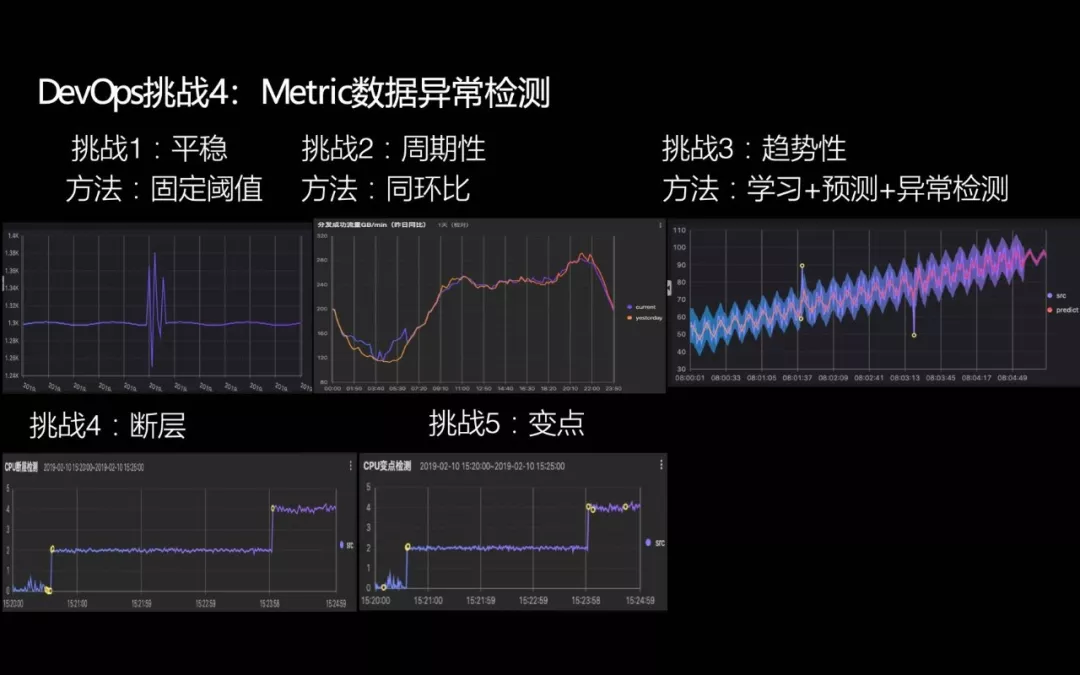 DevOps挑战4：Metric数据异常检测
挑战1：平稳
方法：固定阈值
挑战2：周期性
方法：同环比
挑战3：趋势性
方法：学习+预测+异常检测
1.4K
1.38K
1.36K
1.34K
1.32K
1.3K
1.28K
1.26K
1.24K
分发成功流量GB/min（昨日同比） 1天（相对）
320
280
240
200
160
120
80
00:00 01:50 03:40 05:30 07:20 09:10 11:00 12:50 14:40 16:30 18:20 20:10 22:00 23:50
current
yesterday
110
100
90
80
70
60
50
40
30
08:00:01 08:00:33 08:01:05 08:01:37 08:02:09 08:02:41 08:03:13 08:03:45 08:04:17 08:04:49
src
predict
挑战4：断层
挑战5：变点
CPU断层检测 2019-02-10 15:20:00~2019-02-10 15:25:00
5
4
3
2
1
0
15:20:00 15:21:00 15:21:59 15:22:59 15:23:58 15:24:59
src
CPU变点检测 2019-02-10 15:20:00~2019-02-10 15:25:00
5
4
3
2
1
0
15:20:00 15:21:00 15:21:59 15:22:59 15:23:58 15:24:59
src